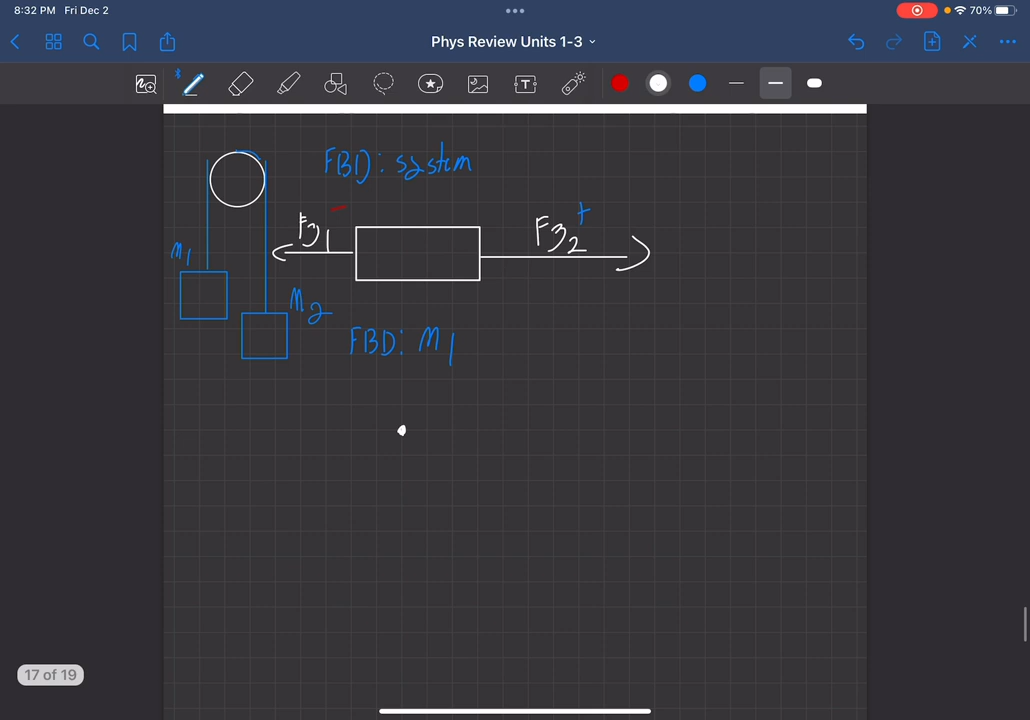 8:32 PM Fri Dec 2
70%
Phys Review Units 1-3
T
FBD: system
Fg1 -
Fg2 +
M1
M2
FBD: M1
17 of 19